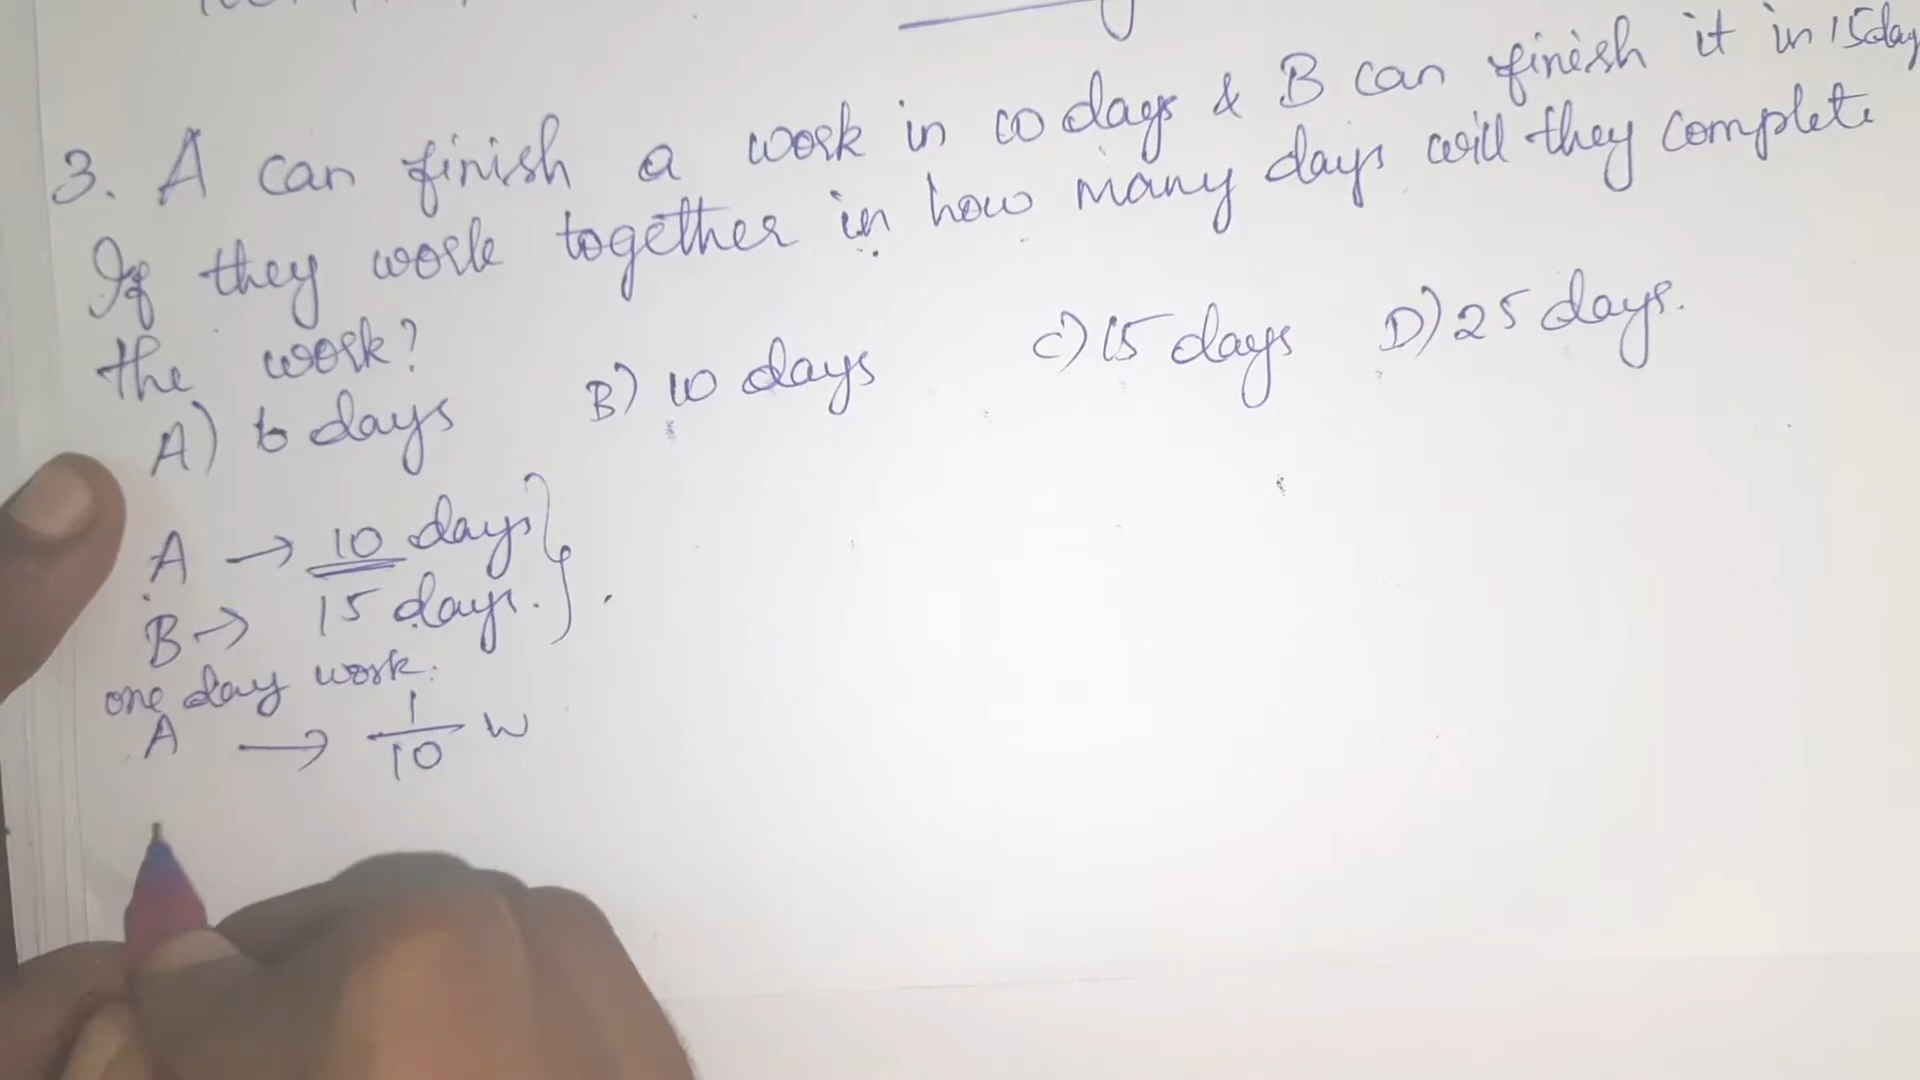 3. A can finish a work in 10 days & B can finish it in 15 day
If they work together in how many days will they complete
the work?
A) 6 days B) 10 days C) 15 days D) 25 days.
A → 10 days
B → 15 days.
one day work.
A → 1/10 W